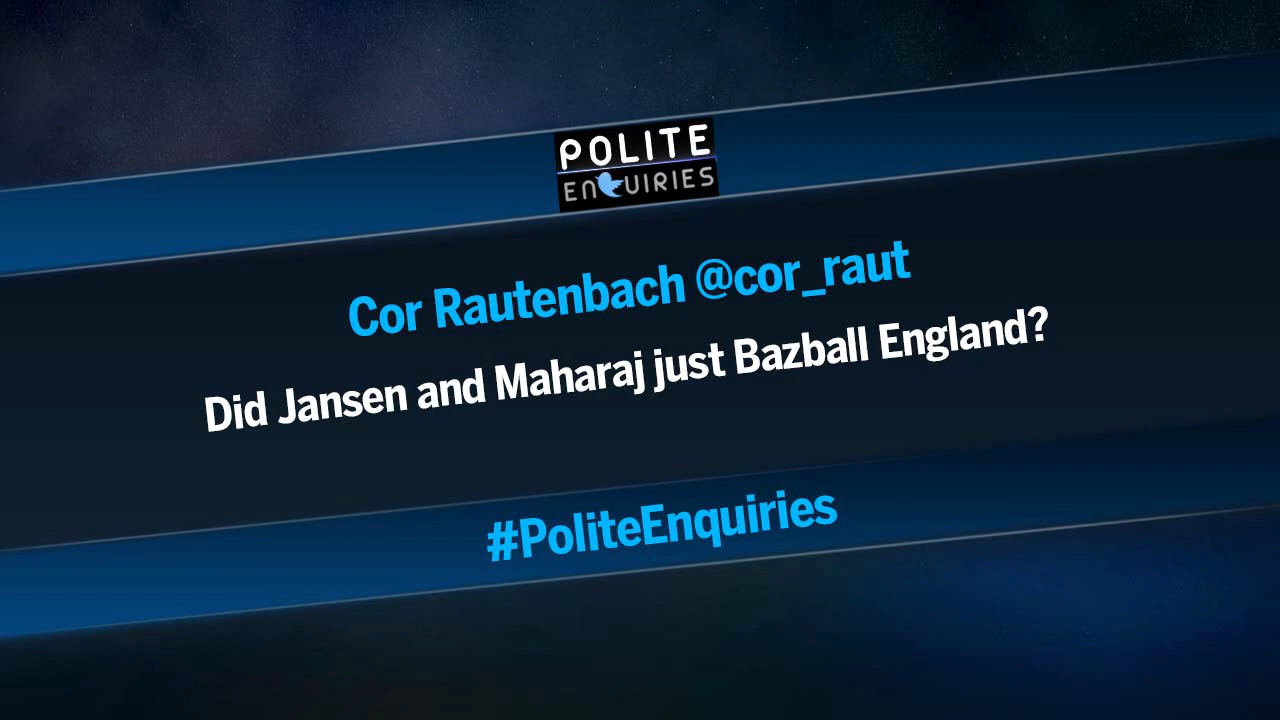 POLITE
ENQUIRIES
Cor Rautenbach @cor_raut
Did Jansen and Maharaj just Bazball England?
#PoliteEnquiries